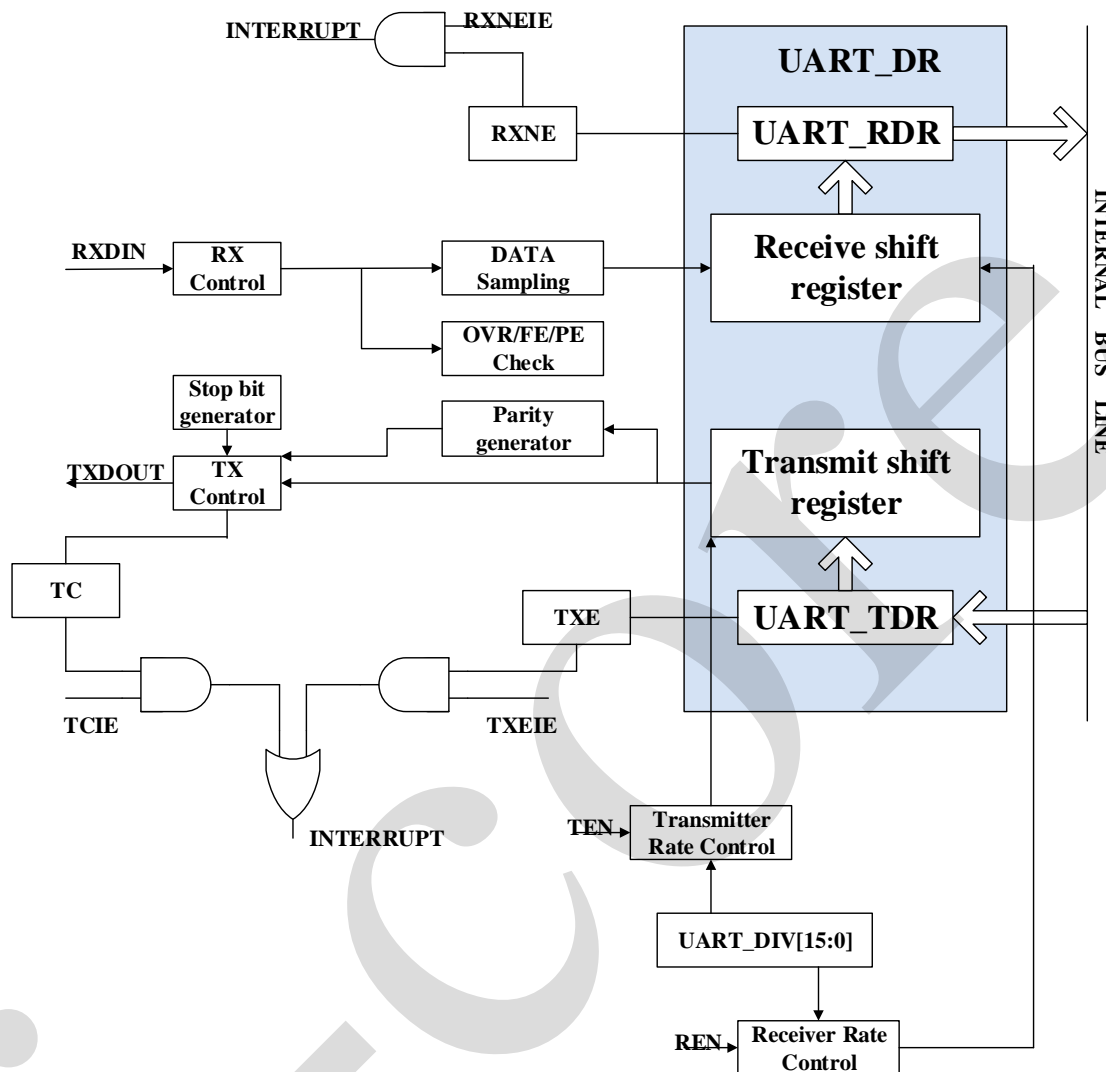 INTERRUPT
RXNEIE
UART_DR
RXNE
UART_RDR
RXDIN
RX
Control
DATA
Sampling
Receive shift
register
OVR/FE/PE
Check
INTERNAL BUS LINE
Stop bit
generator
Parity
generator
TXDOUT
TX
Control
Transmit shift
register
TC
TXE
UART_TDR
TCIE
TXEIE
INTERRUPT
TEN
Transmitter
Rate Control
UART_DIV[15:0]
REN
Receiver Rate
Control
core